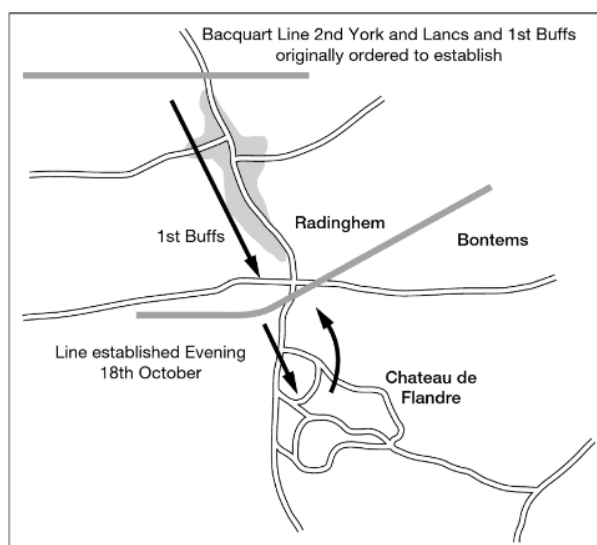 Bacquart Line 2nd York and Lancs and 1st Buffs
originally ordered to establish
Radinghem
1st Buffs
Bontems
Line established Evening
18th October
Chateau de
Flandre